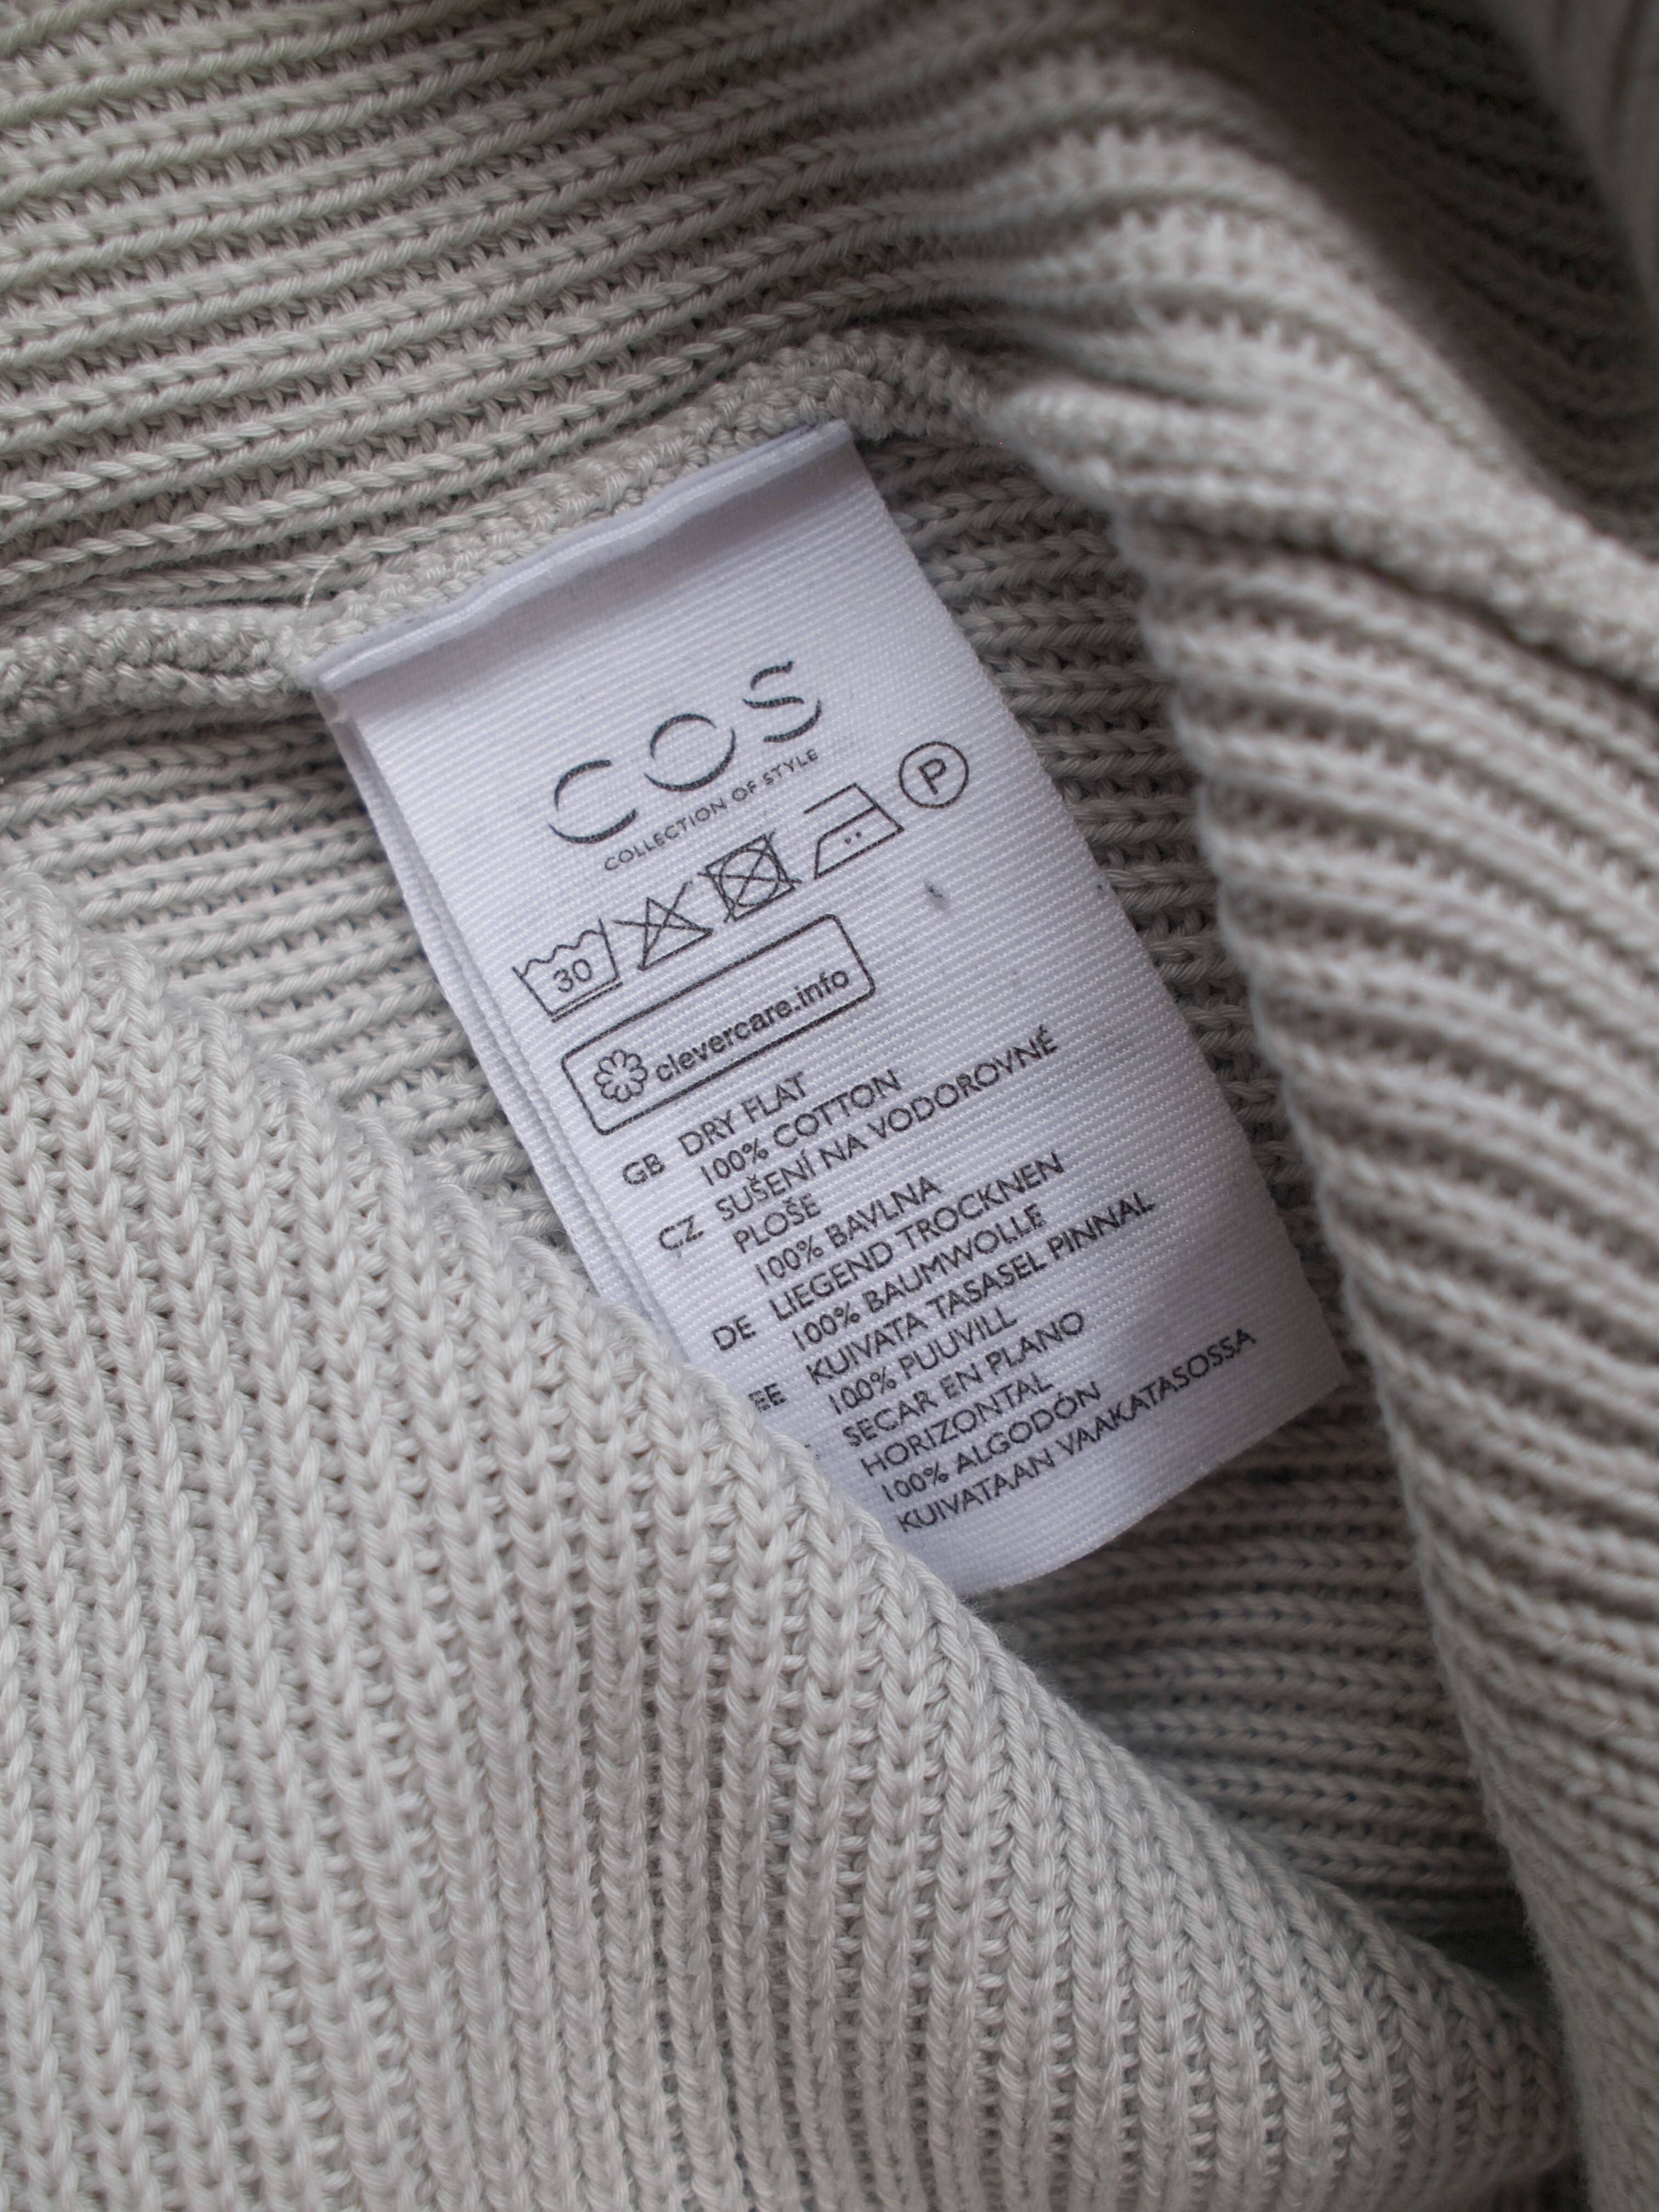 COS
COLLECTION OF STYLE
P
30
clevercare.info
GB DRY FLAT
100% COTTON
CZ SUŠENÍ NA VODOROVNÉ
PLOŠE
100% BAVLNA
DE LIEGEND TROCKNEN
100% BAUMWOLLE
EE KUIVATA TASASEL PINNAL
100% PUUVILL
SECAR EN PLANO
HORIZONTAL
100% ALGODÓN
KUIVATAAN VAAKATASOSSA